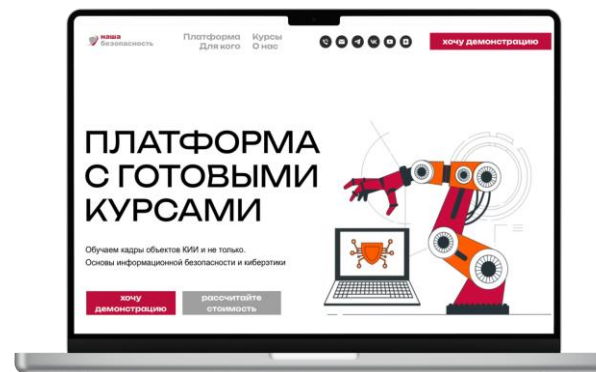 наша
безопасность
Платформа Курсы
Для кого О нас
хочу демонстрацию
ПЛАТФОРМА
С ГОТОВЫМИ
КУРСАМИ
Обучаем кадры объектов КИИ и не только.
Основы информационной безопасности и киберэтики
хочу
демонстрацию
рассчитайте
стоимость